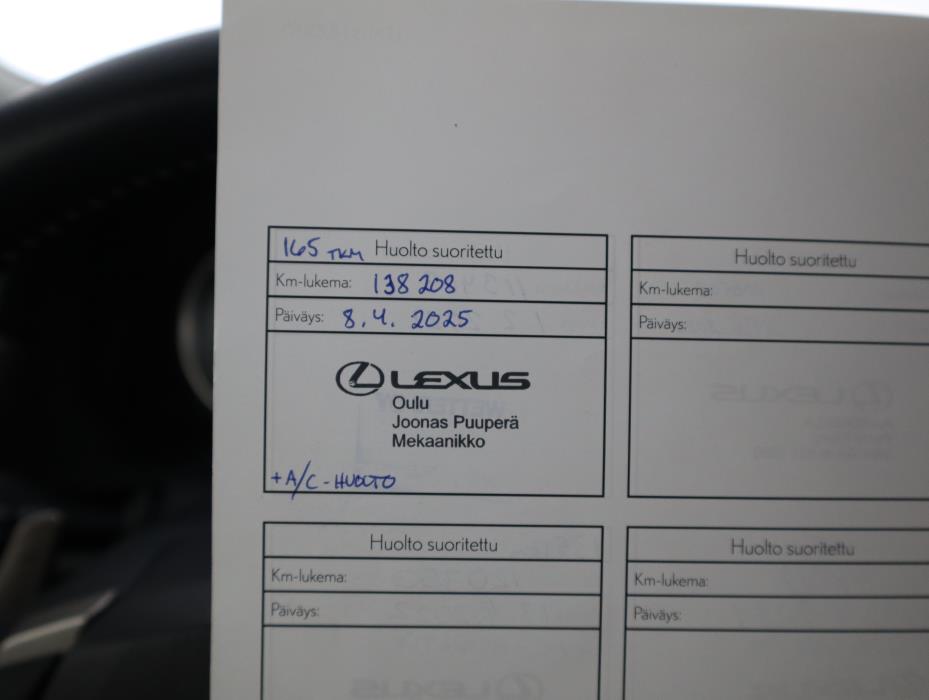 165 TKM Huolto suoritettu
Km-lukema: 138 208
Päiväys: 8.4. 2025
LEXUS
Oulu
Joonas Puuperä
Mekaanikko
+A/C-HUOLTO
Huolto suoritettu
Km-lukema:
Päiväys:
Huolto suoritettu
Km-lukema:
Päiväys:
Huolto suoritettu
Km-lukema:
Päiväys: